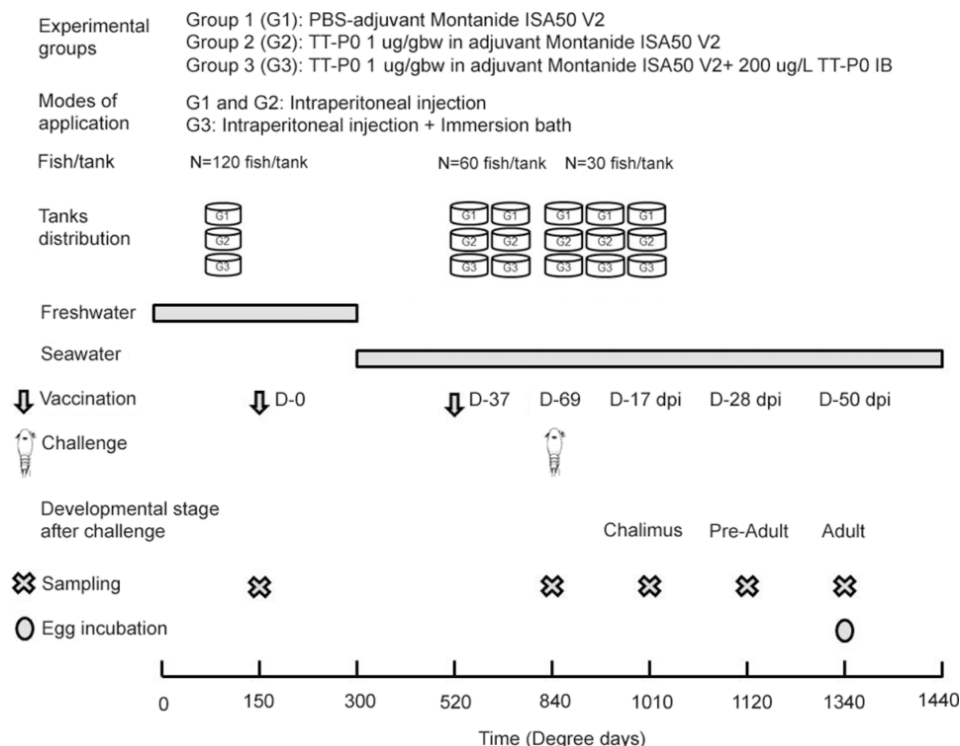 Experimental groups
Group 1 (G1): PBS-adjuvant Montanide ISA50 V2
Group 2 (G2): TT-P0 1 ug/gbw in adjuvant Montanide ISA50 V2
Group 3 (G3): TT-P0 1 ug/gbw in adjuvant Montanide ISA50 V2+ 200 ug/L TT-P0 IB
Modes of application
G1 and G2: Intraperitoneal injection
G3: Intraperitoneal injection + Immersion bath
Fish/tank N=120 fish/tank N=60 fish/tank N=30 fish/tank
Tanks distribution
G1 G1 G1 G1 G1 G1
G2 G2 G2 G2 G2 G2
G3 G3 G3 G3 G3 G3
Freshwater
Seawater
Vaccination D-0 D-37 D-69 D-17 dpi D-28 dpi D-50 dpi
Challenge
Developmental stage
after challenge Chalimus Pre-Adult Adult
Sampling
Egg incubation
0 150 300 520 840 1010 1120 1340 1440
Time (Degree days)